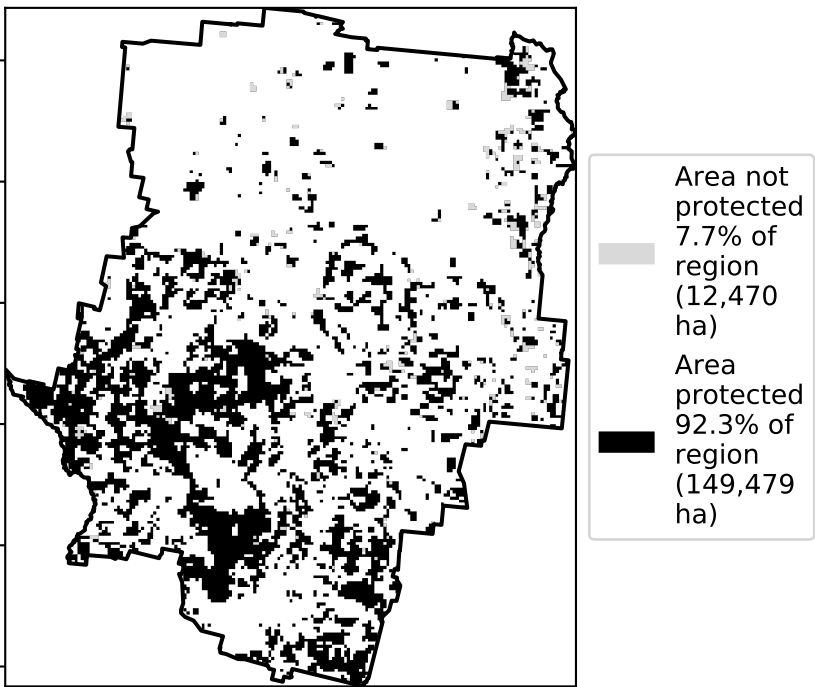 Area not
protected
7.7% of
region
(12,470
ha)
Area
protected
92.3% of
region
(149,479
ha)